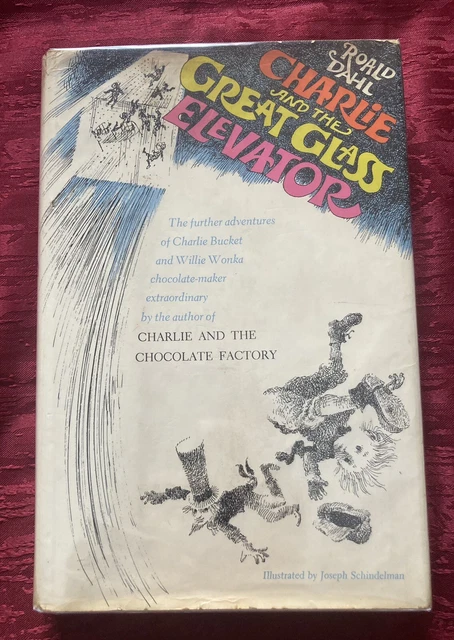 ROALD
DAHL
CHARLIE
AND THE
GREAT GLASS
ELEVATOR
The further adventures
of Charlie Bucket
and Willie Wonka
chocolate-maker
extraordinary
by the author of
CHARLIE AND THE
CHOCOLATE FACTORY
Illustrated by Joseph Schindelman